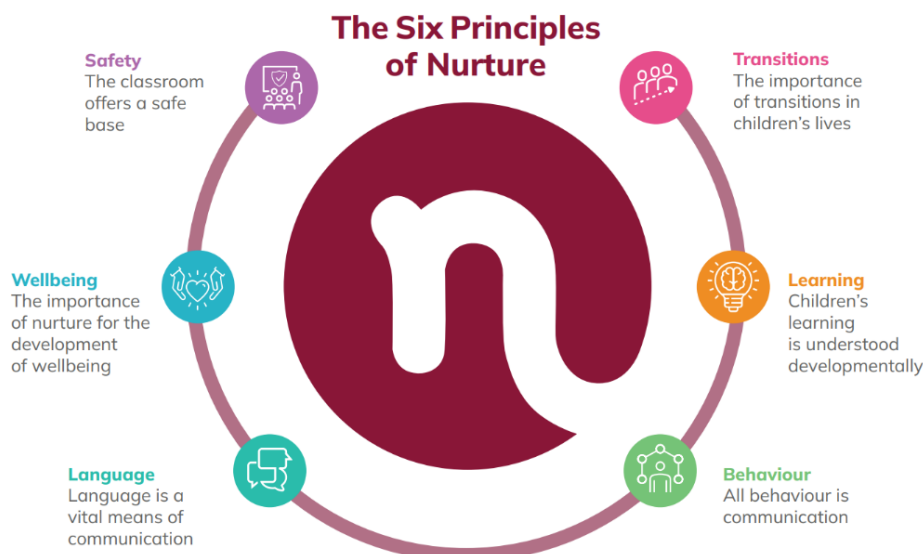 The Six Principles
of Nurture
Safety
The classroom
offers a safe
base
Transitions
The importance
of transitions in
children's lives
Wellbeing
The importance
of nurture for the
development
of wellbeing
Learning
Children's
learning
is understood
developmentally
Language
Language is a
vital means of
communication
Behaviour
All behaviour is
communication
n